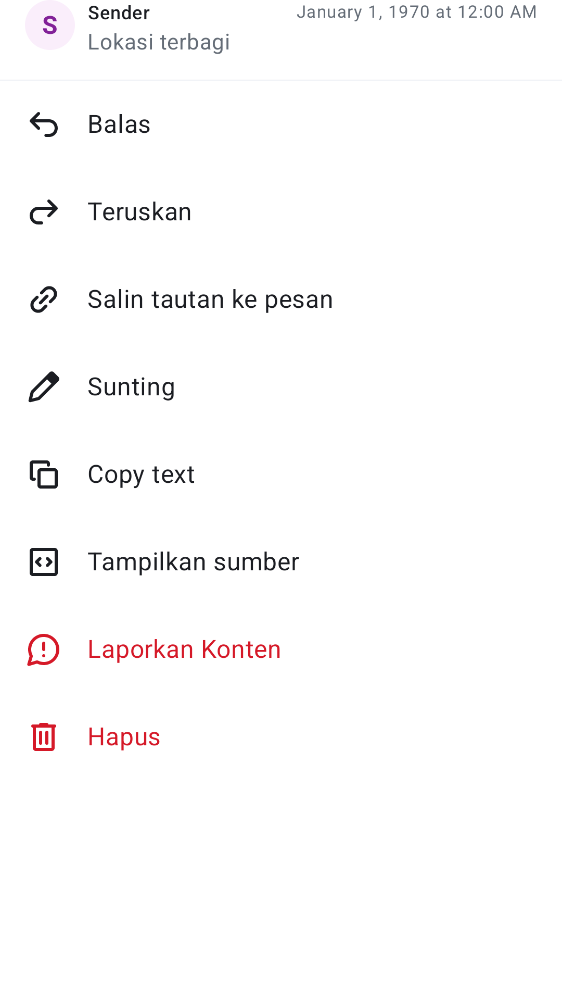 S
Sender
January 1, 1970 at 12:00 AM
Lokasi terbagi
Balas
Teruskan
Salin tautan ke pesan
Sunting
Copy text
Tampilkan sumber
Laporkan Konten
Hapus